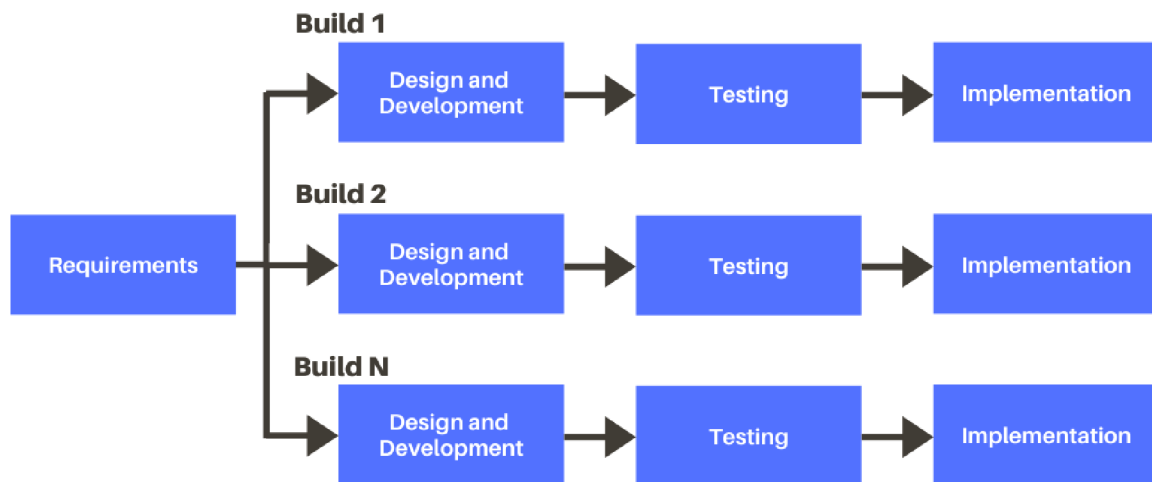 Build 1
Design and
Development
Testing
Implementation
Build 2
Requirements
Design and
Development
Testing
Implementation
Build N
Design and
Development
Testing
Implementation